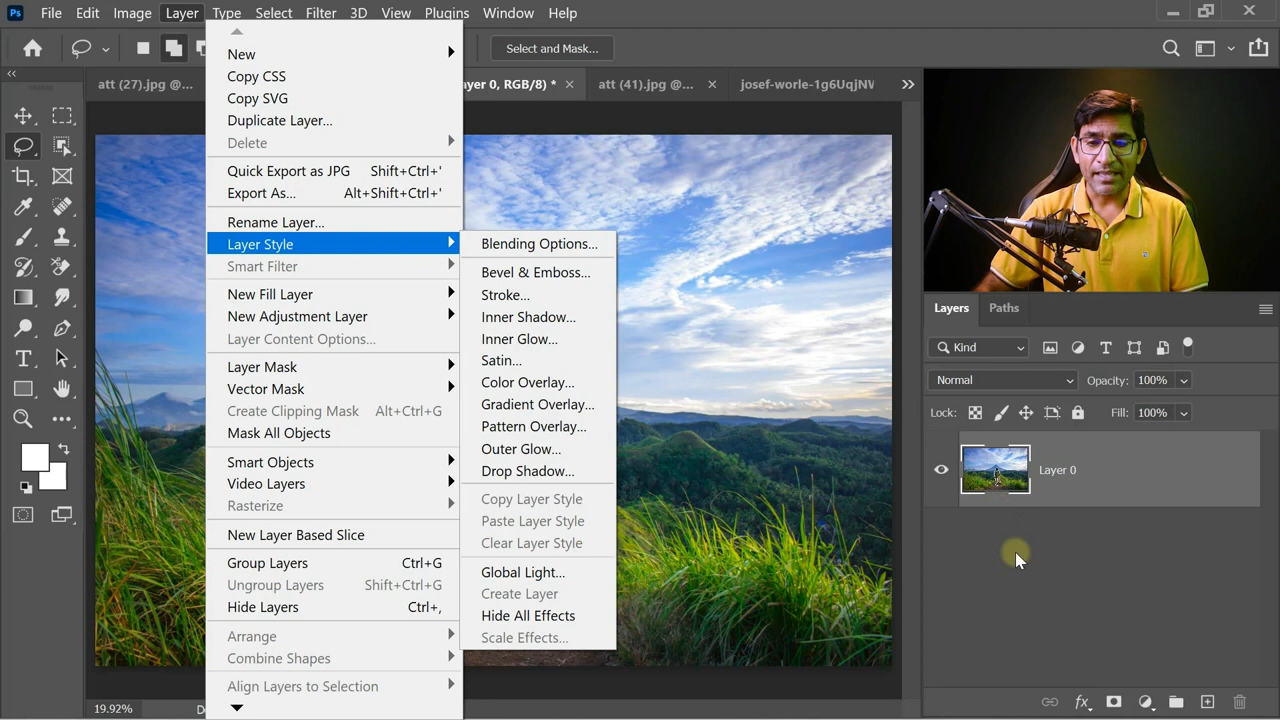 Ps File Edit Image Layer Type Select Filter 3D View Plugins Window Help
Select and Mask...
att (27).jpg @...
ayer 0, RGB/8) *
att (41).jpg @...
josef-worle-1g6UqjNW
New
Copy CSS
Copy SVG
Duplicate Layer...
Delete
Quick Export as JPG Shift+Ctrl+'
Export As... Alt+Shift+Ctrl+'
Rename Layer...
Layer Style
Smart Filter
New Fill Layer
New Adjustment Layer
Layer Content Options...
Layer Mask
Vector Mask
Create Clipping Mask Alt+Ctrl+G
Mask All Objects
Smart Objects
Video Layers
Rasterize
New Layer Based Slice
Group Layers Ctrl+G
Ungroup Layers Shift+Ctrl+G
Hide Layers Ctrl+,
Arrange
Combine Shapes
Align Layers to Selection
Blending Options...
Bevel & Emboss...
Stroke...
Inner Shadow...
Inner Glow...
Satin...
Color Overlay...
Gradient Overlay...
Pattern Overlay...
Outer Glow...
Drop Shadow...
Copy Layer Style
Paste Layer Style
Clear Layer Style
Global Light...
Create Layer
Hide All Effects
Scale Effects...
Layers Paths
Kind
Normal Opacity: 100%
Lock: Fill: 100%
Layer 0
fx
19.92%